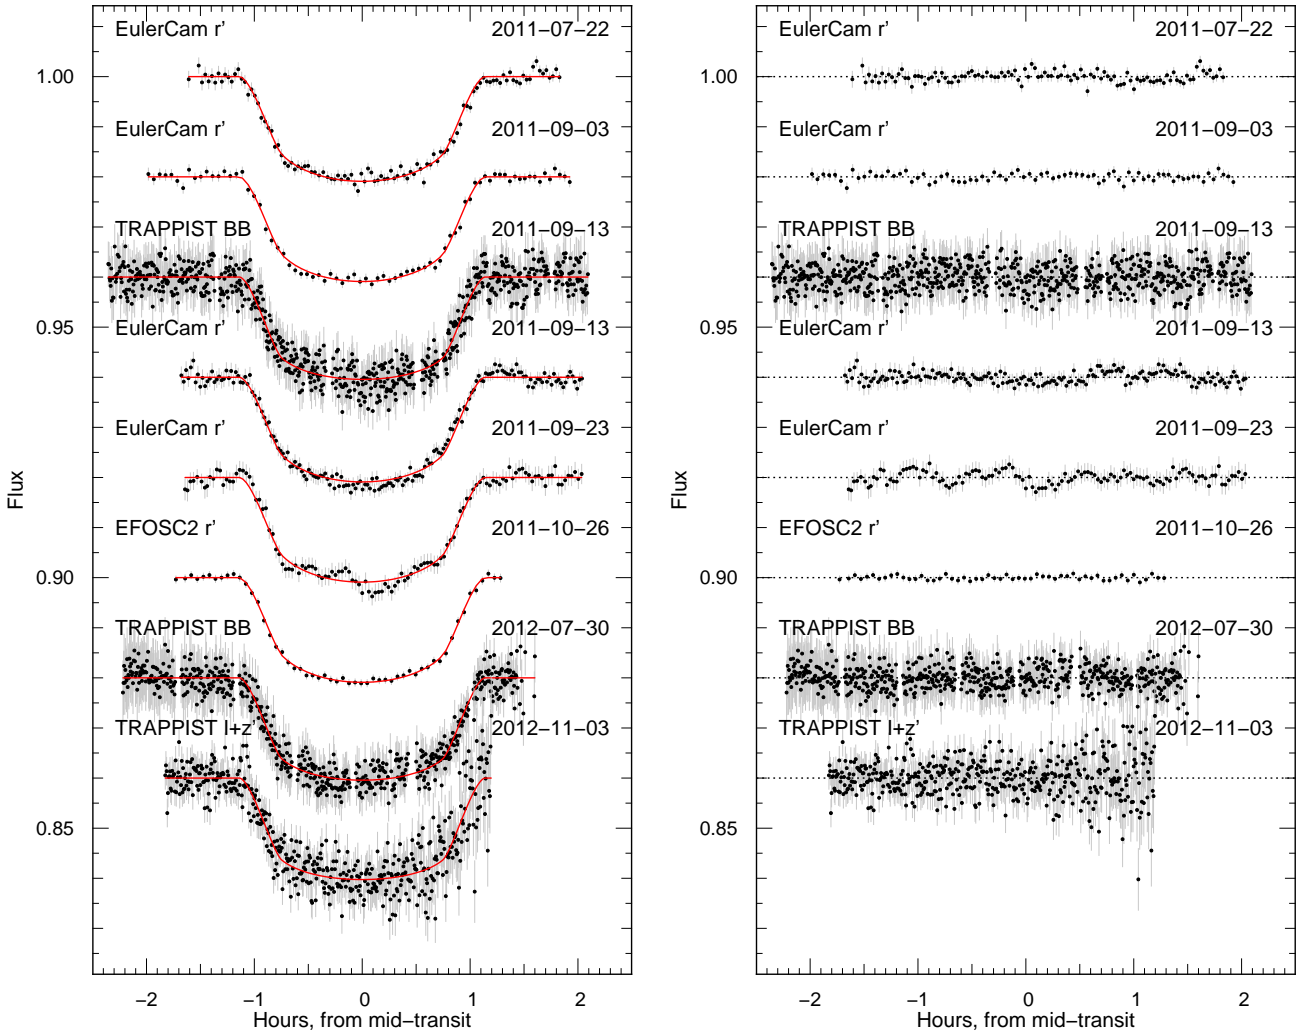 EulerCam r’ 2011−07−22
1.00
EulerCam r’ 2011−09−03
TRAPPIST BB 2011−09−13
0.95
EulerCam r’ 2011−09−13
EulerCam r’ 2011−09−23
Flux
EFOSC2 r’ 2011−10−26
0.90
TRAPPIST BB 2012−07−30
TRAPPIST I+z’ 2012−11−03
0.85
−2 −1 0 1 2
Hours, from mid−transit
EulerCam r’ 2011−07−22
1.00
EulerCam r’ 2011−09−03
TRAPPIST BB 2011−09−13
0.95
EulerCam r’ 2011−09−13
EulerCam r’ 2011−09−23
Flux
EFOSC2 r’ 2011−10−26
0.90
TRAPPIST BB 2012−07−30
TRAPPIST I+z’ 2012−11−03
0.85
−2 −1 0 1 2
Hours, from mid−transit